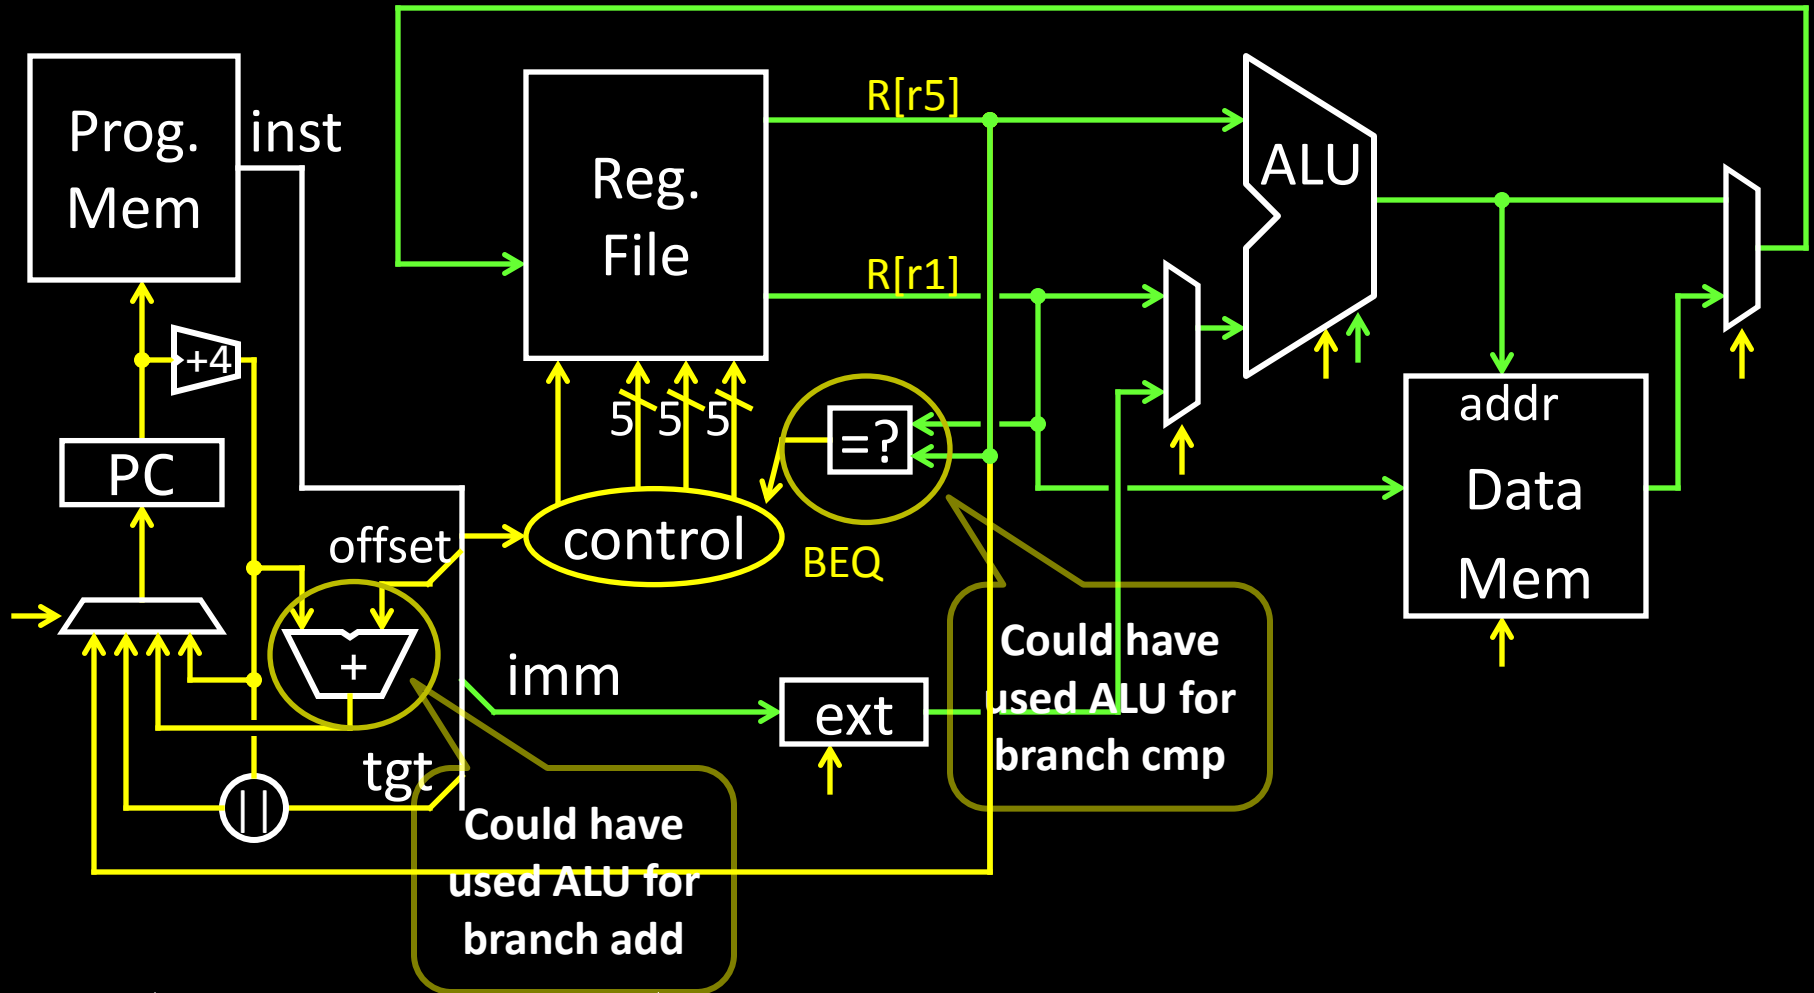 Prog.
Mem
inst
Reg.
File
R[r5]
R[r1]
ALU
+4
5
5
5
=?
PC
addr
Data
Mem
offset
control
BEQ
+
imm
ext
Could have
used ALU for
branch cmp
tgt
||
Could have
used ALU for
branch add